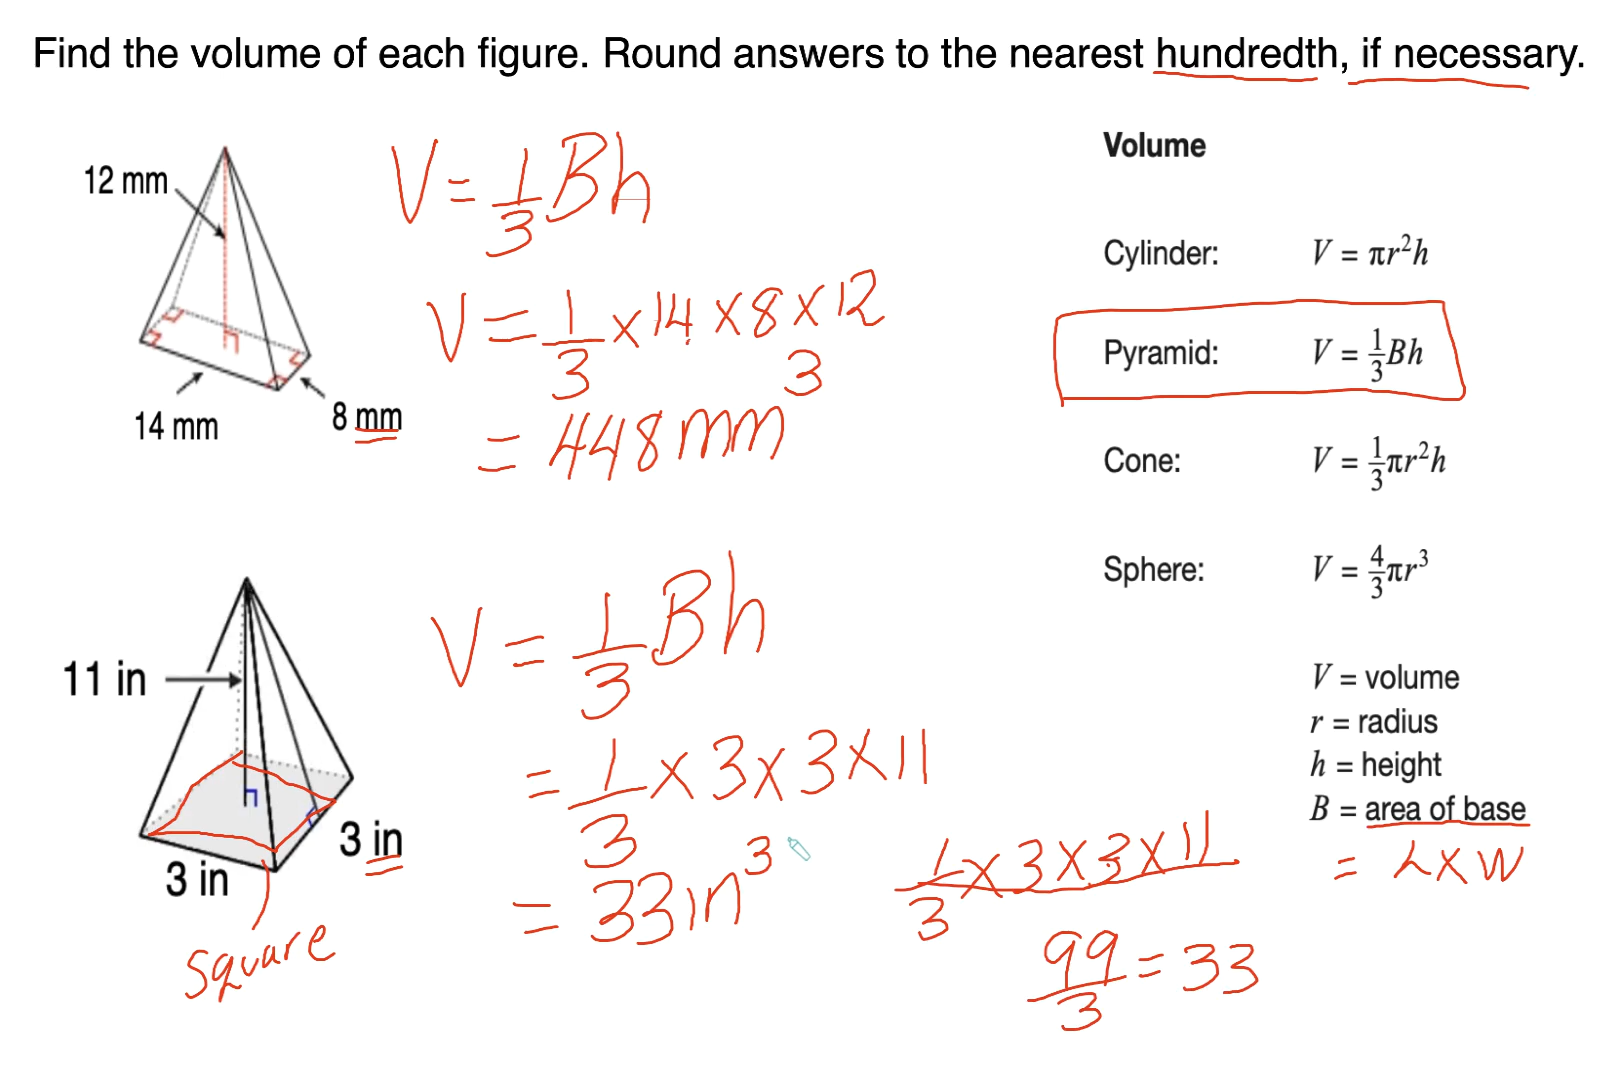 Find the volume of each figure. Round answers to the nearest hundredth, if necessary.
12 mm
14 mm
8 mm
h
V = 1/3 Bh
V = 1/3 × 14 × 8 × 12
= 448 mm³
Volume
Cylinder: V = πr²h
Pyramid: V = 1/3 Bh
Cone: V = 1/3 πr²h
Sphere: V = 4/3 πr³
V = volume
r = radius
h = height
B = area of base
= L × W
11 in
3 in
3 in
square
V = 1/3 Bh
= 1/3 × 3 × 3 × 11
= 33 in³
1/3 × 3 × 3 × 11
99/3 = 33